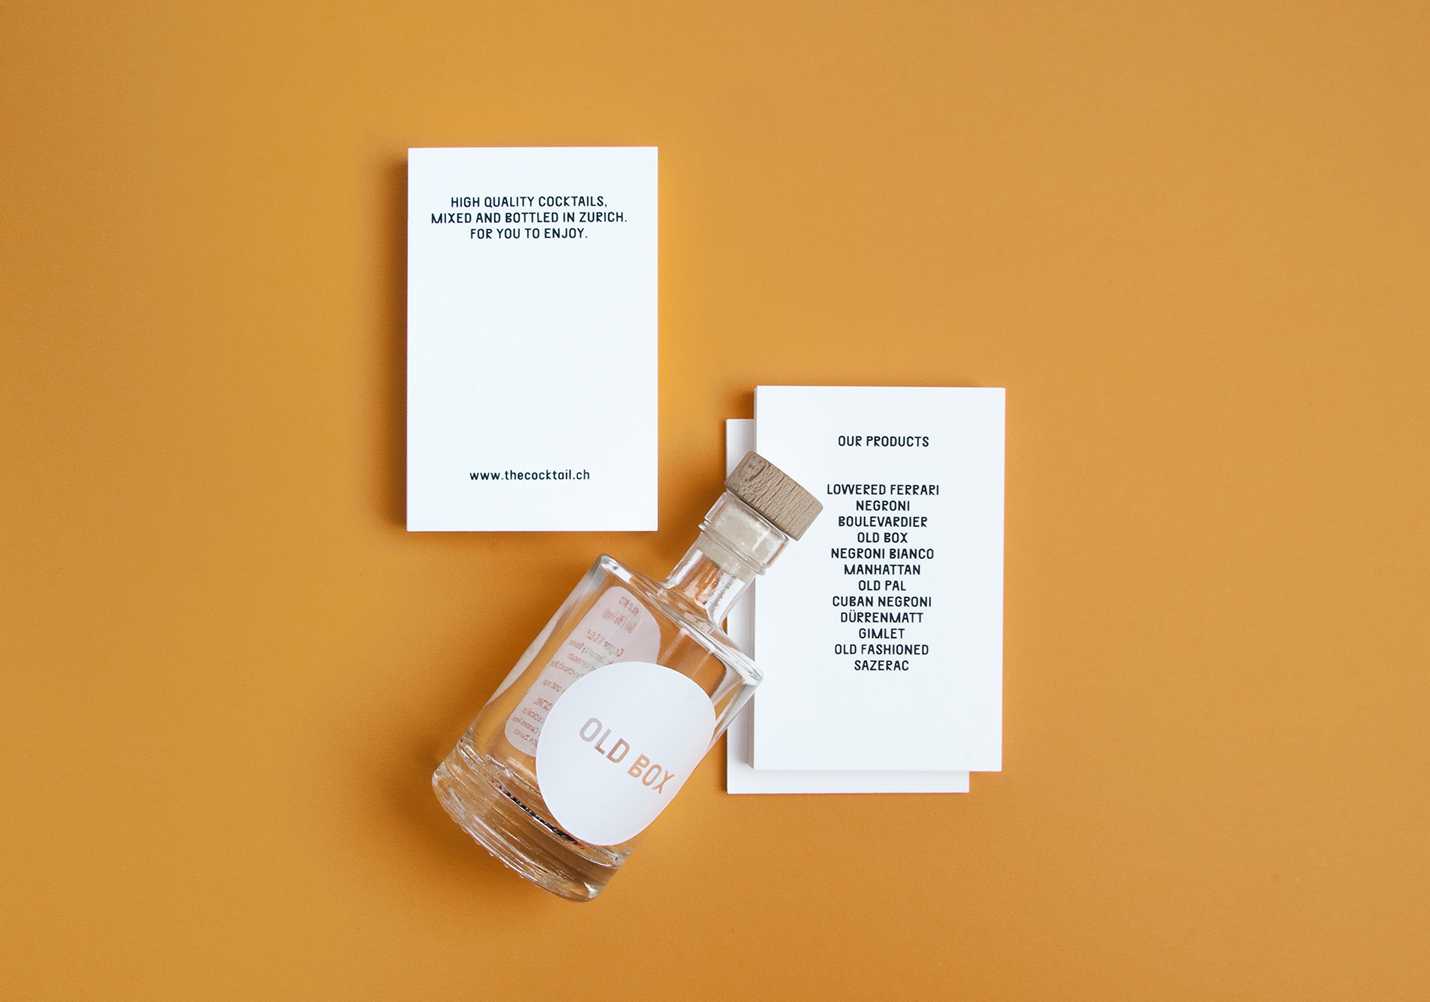 HIGH QUALITY COCKTAILS,
MIXED AND BOTTLED IN ZURICH.
FOR YOU TO ENJOY.
www.thecocktail.ch
OUR PRODUCTS
LOWERED FERRARI
NEGRONI
BOULEVARDIER
OLD BOX
NEGRONI BIANCO
MANHATTAN
OLD PAL
CUBAN NEGRONI
DÜRRENMATT
GIMLET
OLD FASHIONED
SAZERAC
OLD BOX